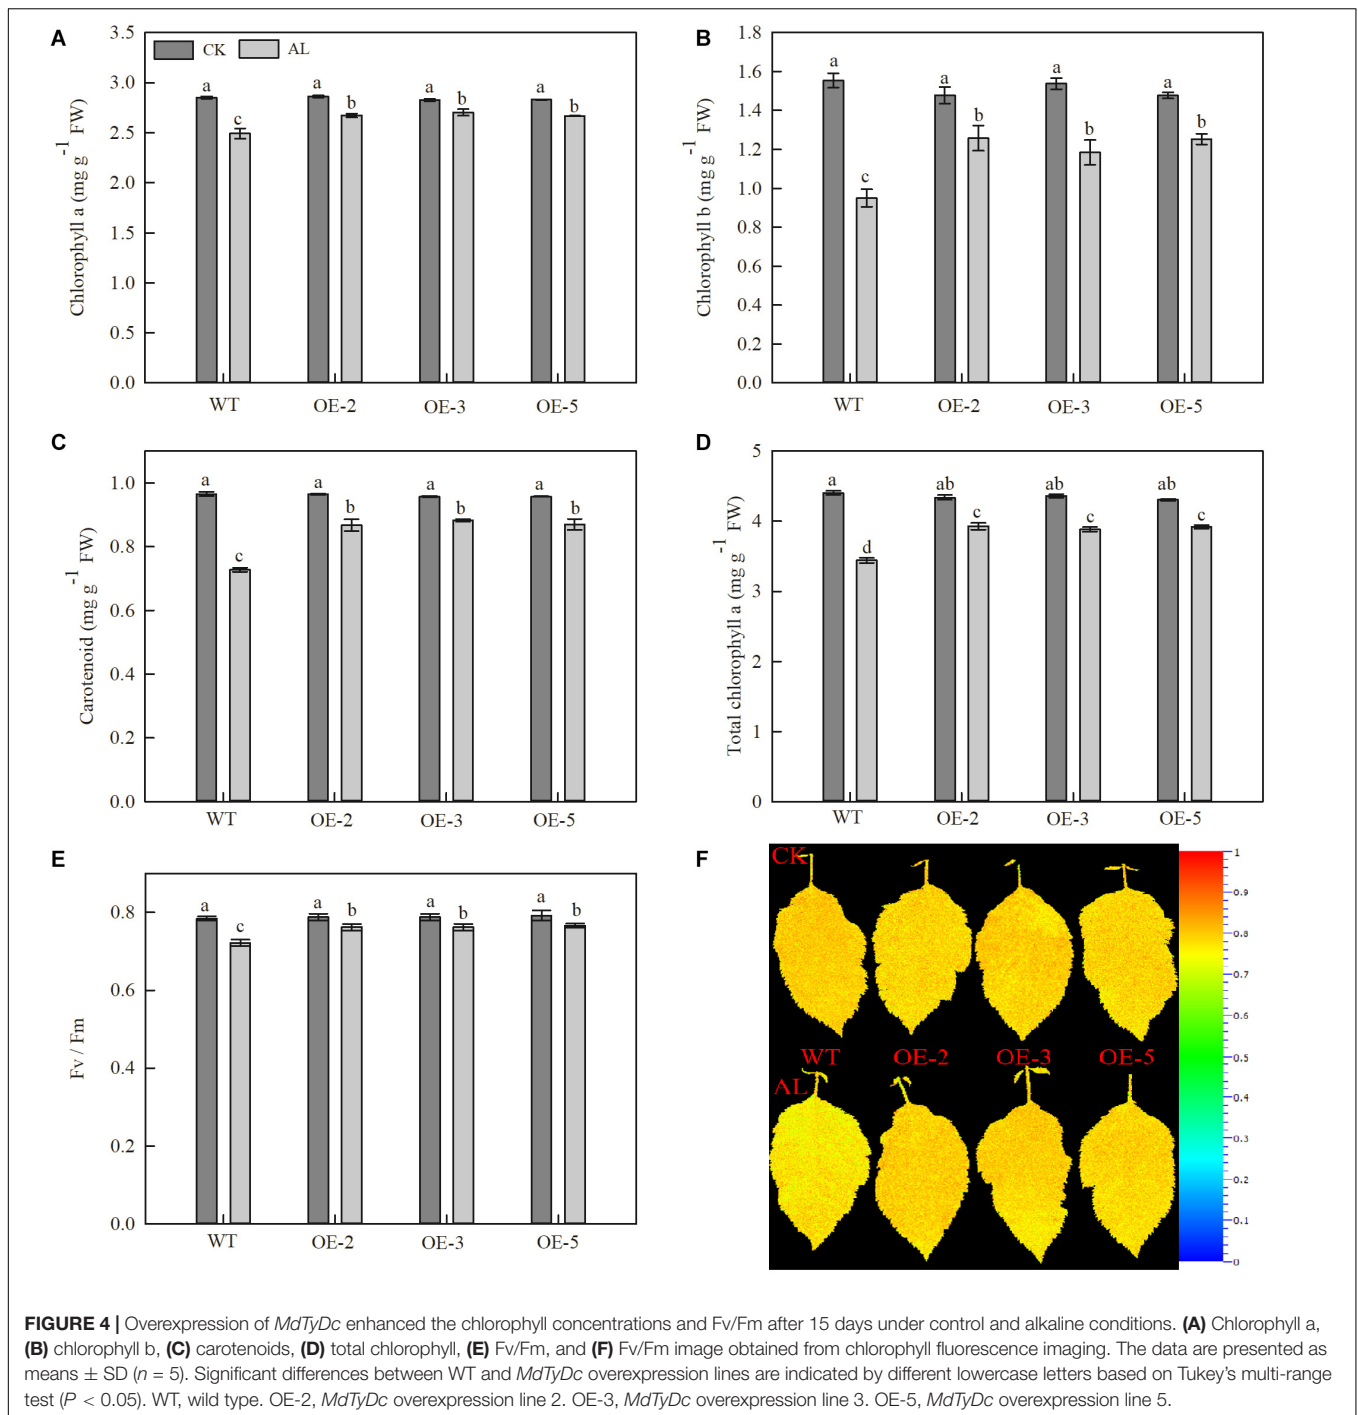 A
CK
AL
3.5
3.0
2.5
2.0
1.5
1.0
0.5
0.0
Chlorophyll a (mg g-1 FW)
a
c
a
b
a
b
a
b
WT
OE-2
OE-3
OE-5
B
1.8
1.6
1.4
1.2
1.0
0.8
0.6
0.4
0.2
0.0
Chlorophyll b (mg g-1 FW)
a
c
a
b
a
b
a
b
WT
OE-2
OE-3
OE-5
C
1.0
0.8
0.6
0.4
0.2
0.0
Carotenoid (mg g-1 FW)
a
c
a
b
a
b
a
b
WT
OE-2
OE-3
OE-5
D
5
4
3
2
1
0
Total chlorophyll a (mg g-1 FW)
a
d
ab
c
ab
c
ab
c
WT
OE-2
OE-3
OE-5
E
0.8
0.6
0.4
0.2
0.0
Fv / Fm
a
c
a
b
a
b
a
b
WT
OE-2
OE-3
OE-5
F
CK
WT
OE-2
OE-3
OE-5
AL
1
0.9
0.8
0.7
0.6
0.5
0.4
0.3
0.2
0.1
0
FIGURE 4 | Overexpression of MdTyDc enhanced the chlorophyll concentrations and Fv/Fm after 15 days under control and alkaline conditions. (A) Chlorophyll a,
(B) chlorophyll b, (C) carotenoids, (D) total chlorophyll, (E) Fv/Fm, and (F) Fv/Fm image obtained from chlorophyll fluorescence imaging. The data are presented as
means ± SD (n = 5). Significant differences between WT and MdTyDc overexpression lines are indicated by different lowercase letters based on Tukey's multi-range
test (P < 0.05). WT, wild type. OE-2, MdTyDc overexpression line 2. OE-3, MdTyDc overexpression line 3. OE-5, MdTyDc overexpression line 5.